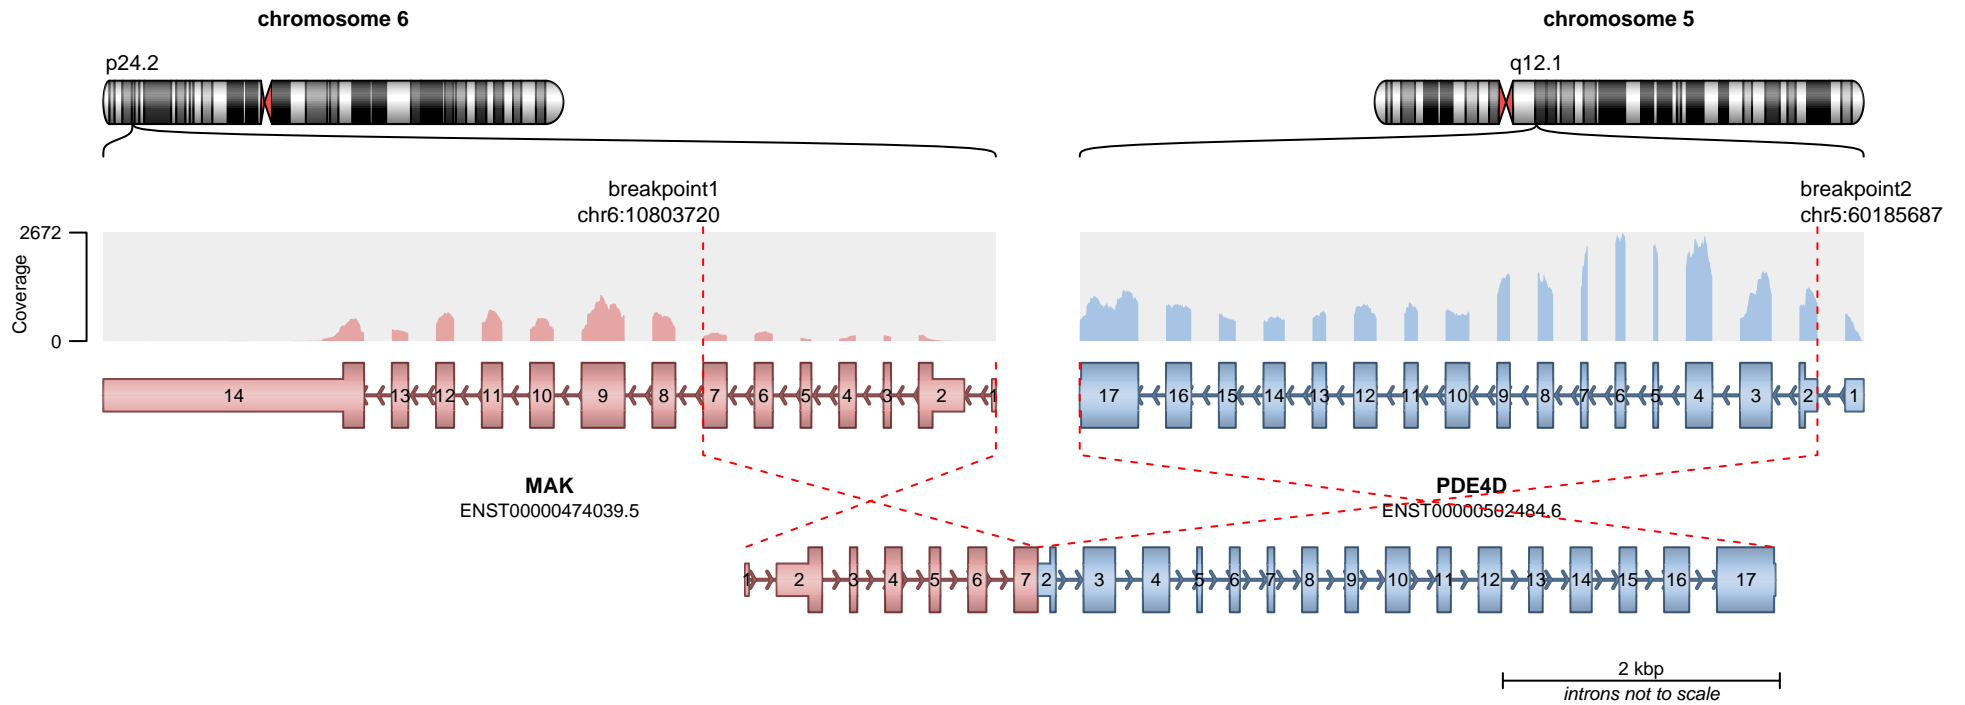 chromosome 6
chromosome 5
p24.2
q12.1
breakpoint1
chr6:10803720
breakpoint2
chr5:60185687
2672
Coverage
0
14 13 12 11 10 9 8 7 6 5 4 3 2 1
17 16 15 14 13 12 11 10 9 8 7 6 5 4 3 2 1
MAK
ENST00000474039.5
PDE4D
ENST00000502484.6
1 2 3 4 5 6 7 2 3 4 5 6 7 8 9 10 11 12 13 14 15 16 17
2 kbp
introns not to scale